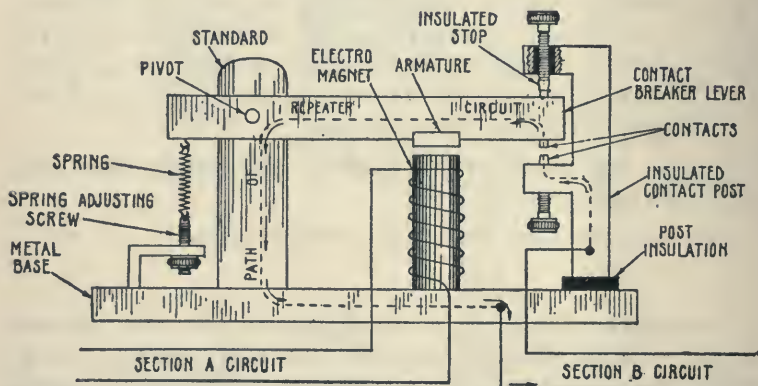 INSULATED
STOP
STANDARD
ELECTRO
MAGNET
ARMATURE
PIVOT
CONTACT
BREAKER LEVER
REPEATER CIRCUIT
CONTACTS
SPRING
INSULATED
CONTACT POST
SPRING ADJUSTING
SCREW
PATH OF
METAL
BASE
POST
INSULATION
SECTION A CIRCUIT
SECTION B CIRCUIT